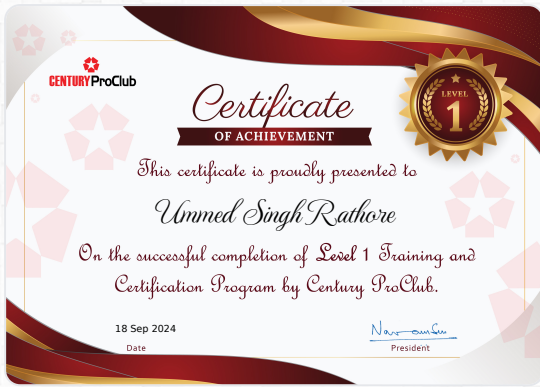 CENTURY ProClub
Certificate
OF ACHIEVEMENT
LEVEL
1
This certificate is proudly presented to
Ummed Singh Rathore
On the successful completion of Level 1 Training and
Certification Program by Century ProClub.
18 Sep 2024
Date
President